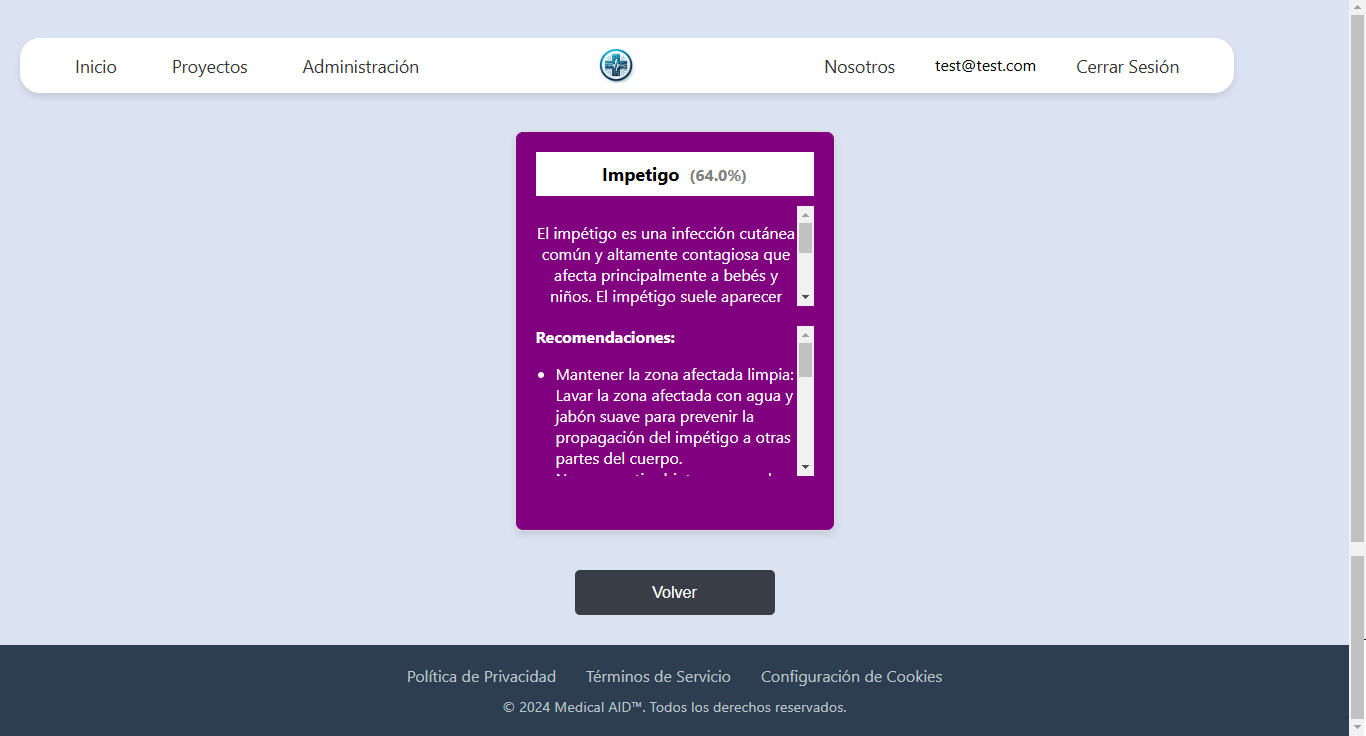 Inicio Proyectos Administración Nosotros test@test.com Cerrar Sesión
Impetigo (64.0%)
El impétigo es una infección cutánea
común y altamente contagiosa que
afecta principalmente a bebés y
niños. El impétigo suele aparecer
Recomendaciones:
• Mantener la zona afectada limpia:
Lavar la zona afectada con agua y
jabón suave para prevenir la
propagación del impétigo a otras
partes del cuerpo.
Volver
Política de Privacidad Términos de Servicio Configuración de Cookies
© 2024 Medical AID™. Todos los derechos reservados.